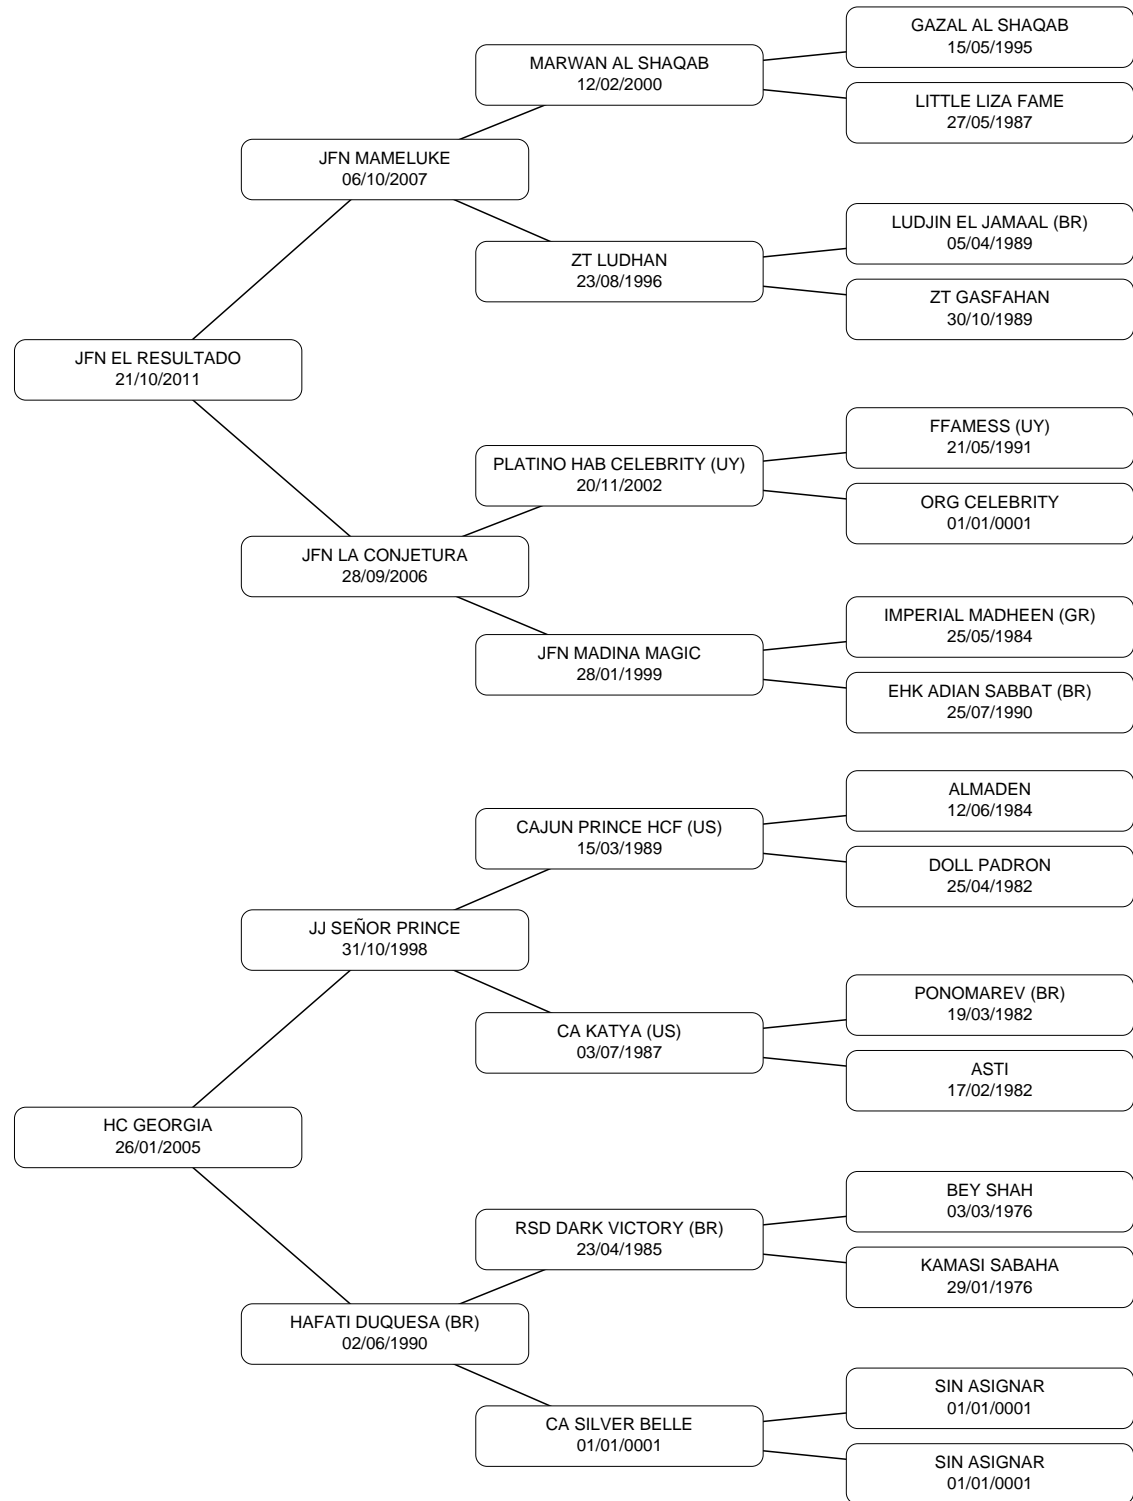 GAZAL AL SHAQAB
15/05/1995
MARWAN AL SHAQAB
12/02/2000
LITTLE LIZA FAME
27/05/1987
JFN MAMELUKE
06/10/2007
LUDJIN EL JAMAAL (BR)
05/04/1989
ZT LUDHAN
23/08/1996
ZT GASFAHAN
30/10/1989
JFN EL RESULTADO
21/10/2011
FFAMESS (UY)
21/05/1991
PLATINO HAB CELEBRITY (UY)
20/11/2002
ORG CELEBRITY
01/01/0001
JFN LA CONJETURA
28/09/2006
IMPERIAL MADHEEN (GR)
25/05/1984
JFN MADINA MAGIC
28/01/1999
EHK ADIAN SABBAT (BR)
25/07/1990
ALMADEN
12/06/1984
CAJUN PRINCE HCF (US)
15/03/1989
DOLL PADRON
25/04/1982
JJ SEÑOR PRINCE
31/10/1998
PONOMAREV (BR)
19/03/1982
CA KATYA (US)
03/07/1987
ASTI
17/02/1982
HC GEORGIA
26/01/2005
BEY SHAH
03/03/1976
RSD DARK VICTORY (BR)
23/04/1985
KAMASI SABAHA
29/01/1976
HAFATI DUQUESA (BR)
02/06/1990
SIN ASIGNAR
01/01/0001
CA SILVER BELLE
01/01/0001
SIN ASIGNAR
01/01/0001